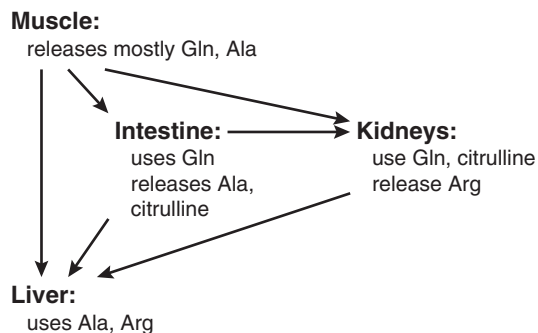 Muscle:
releases mostly Gln, Ala
Intestine:
uses Gln
releases Ala,
citrulline
Kidneys:
use Gln, citrulline
release Arg
Liver:
uses Ala, Arg